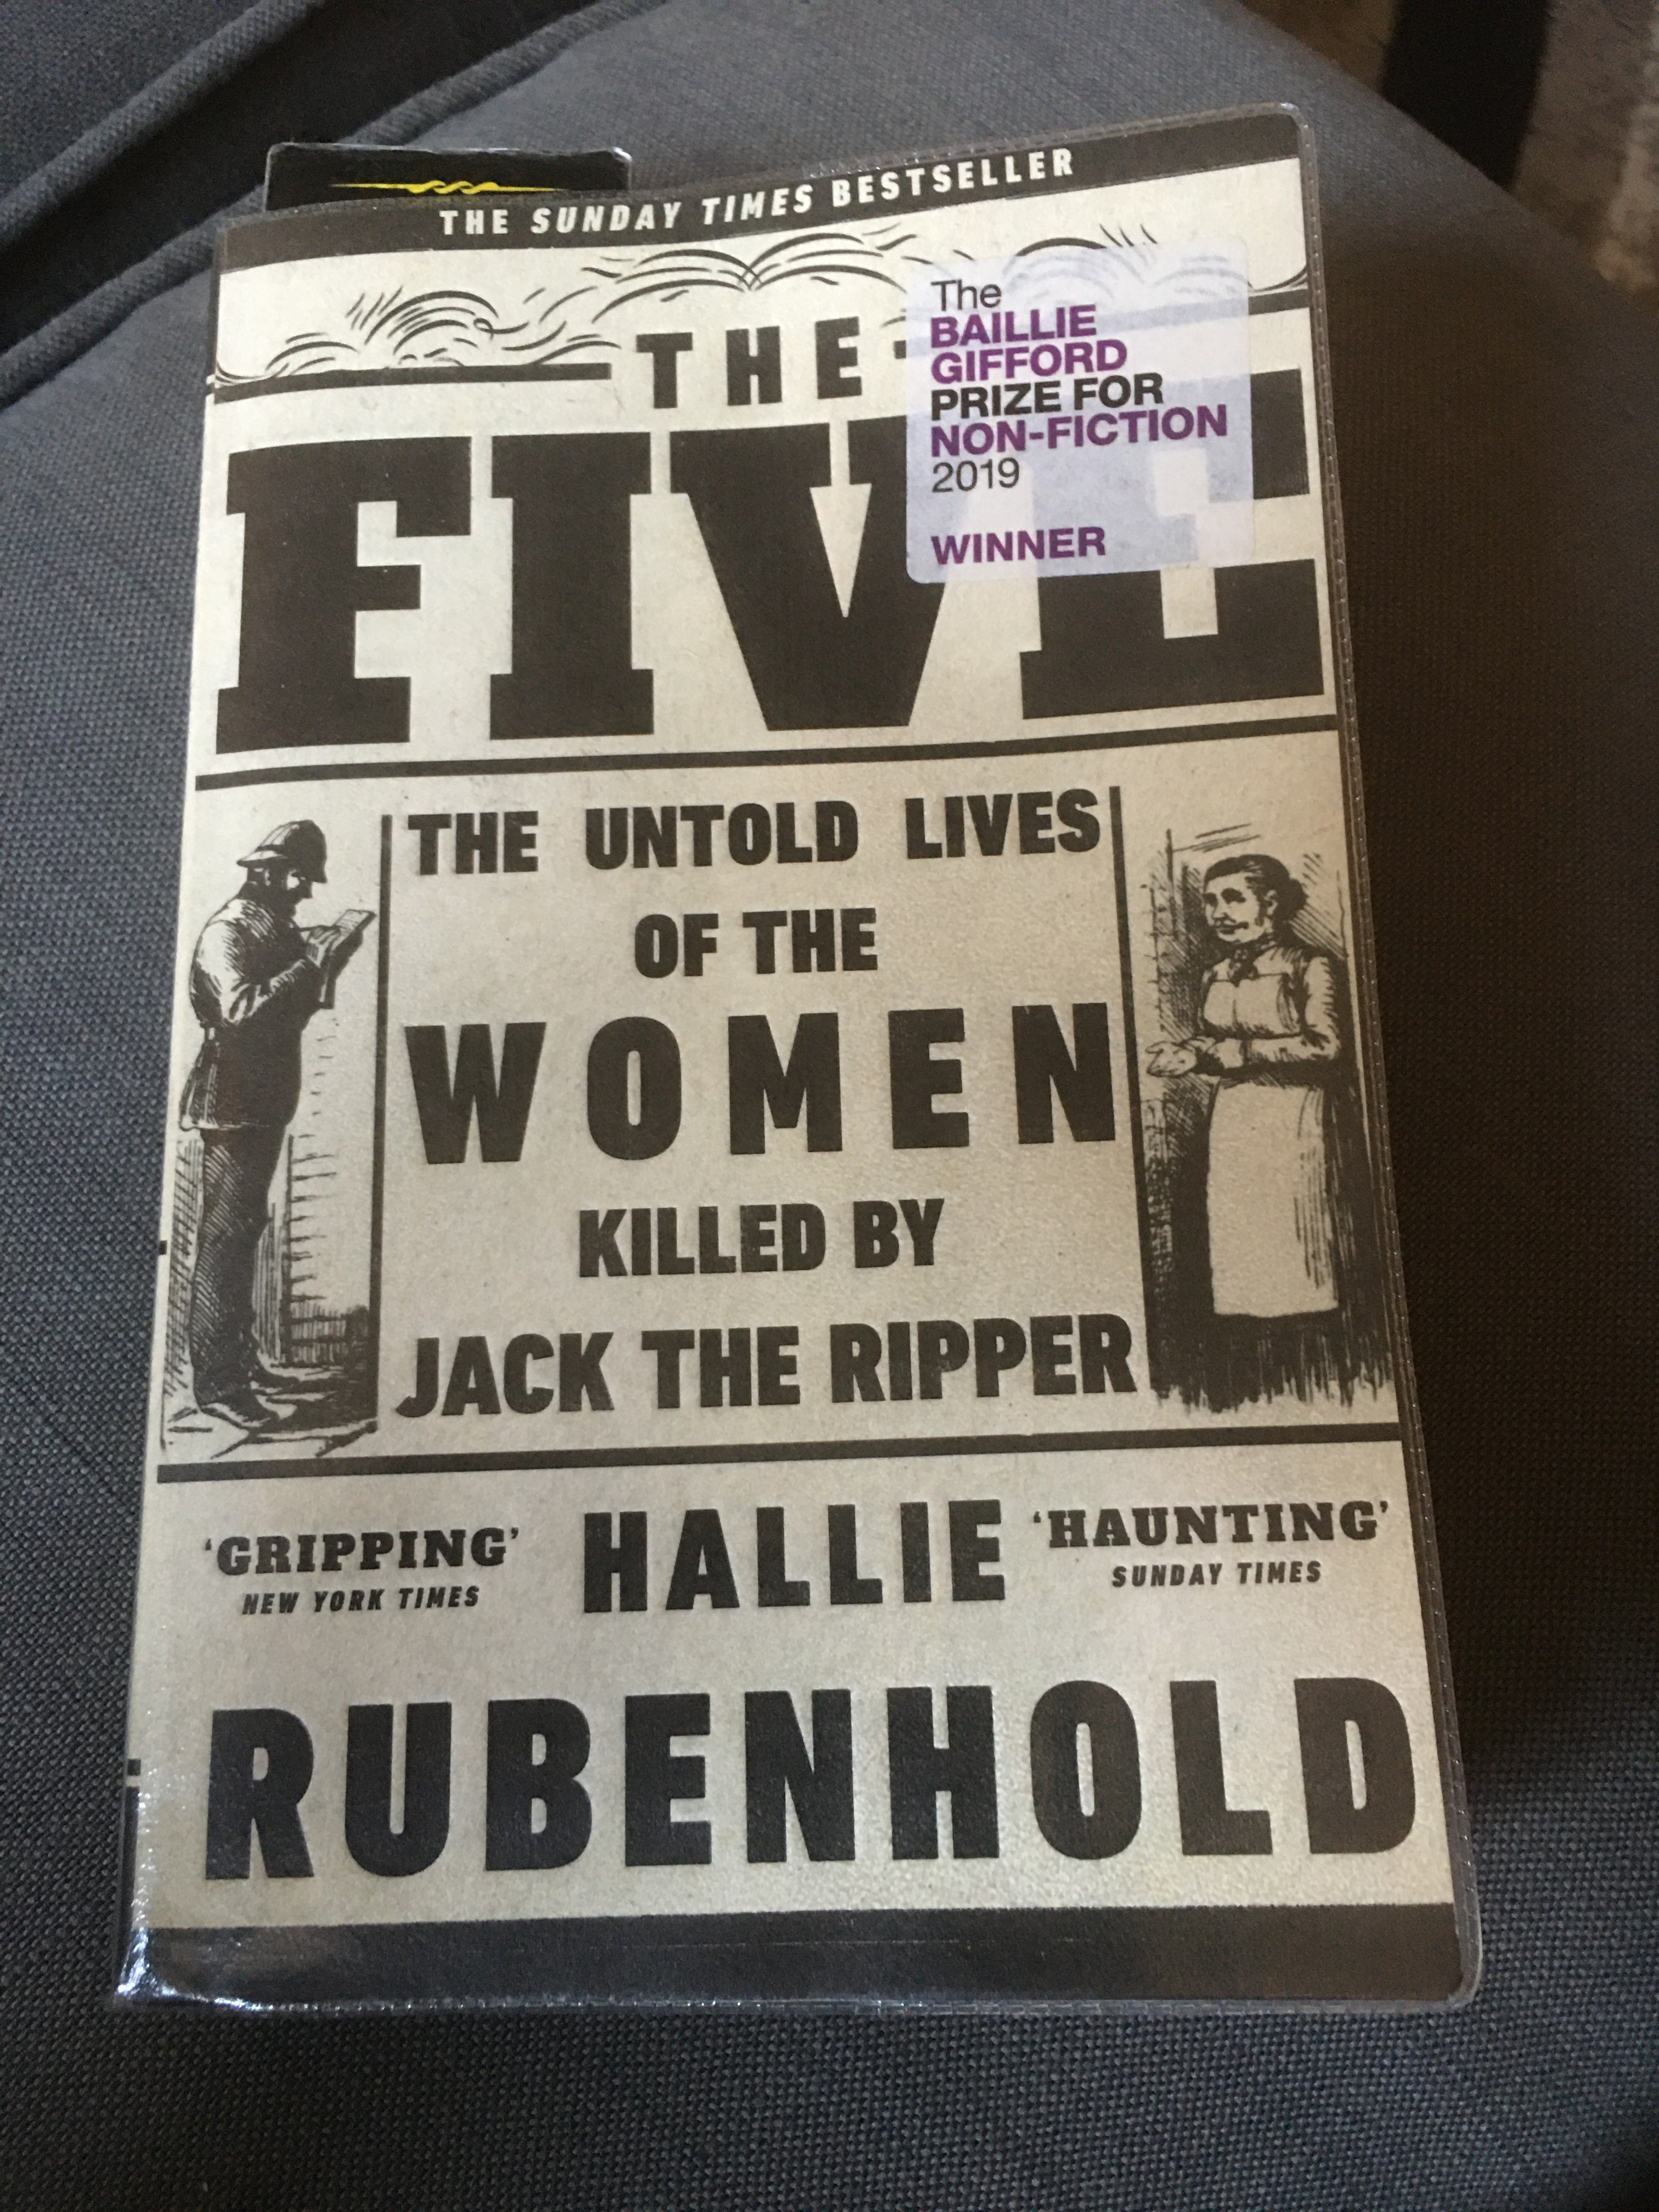 THE SUNDAY TIMES BESTSELLER
THE
FIVE
The
BAILLIE
GIFFORD
PRIZE FOR
NON-FICTION
2019
WINNER
THE UNTOLD LIVES
OF THE
WOMEN
KILLED BY
JACK THE RIPPER
'GRIPPING'
NEW YORK TIMES
HALLIE
'HAUNTING'
SUNDAY TIMES
RUBENHOLD